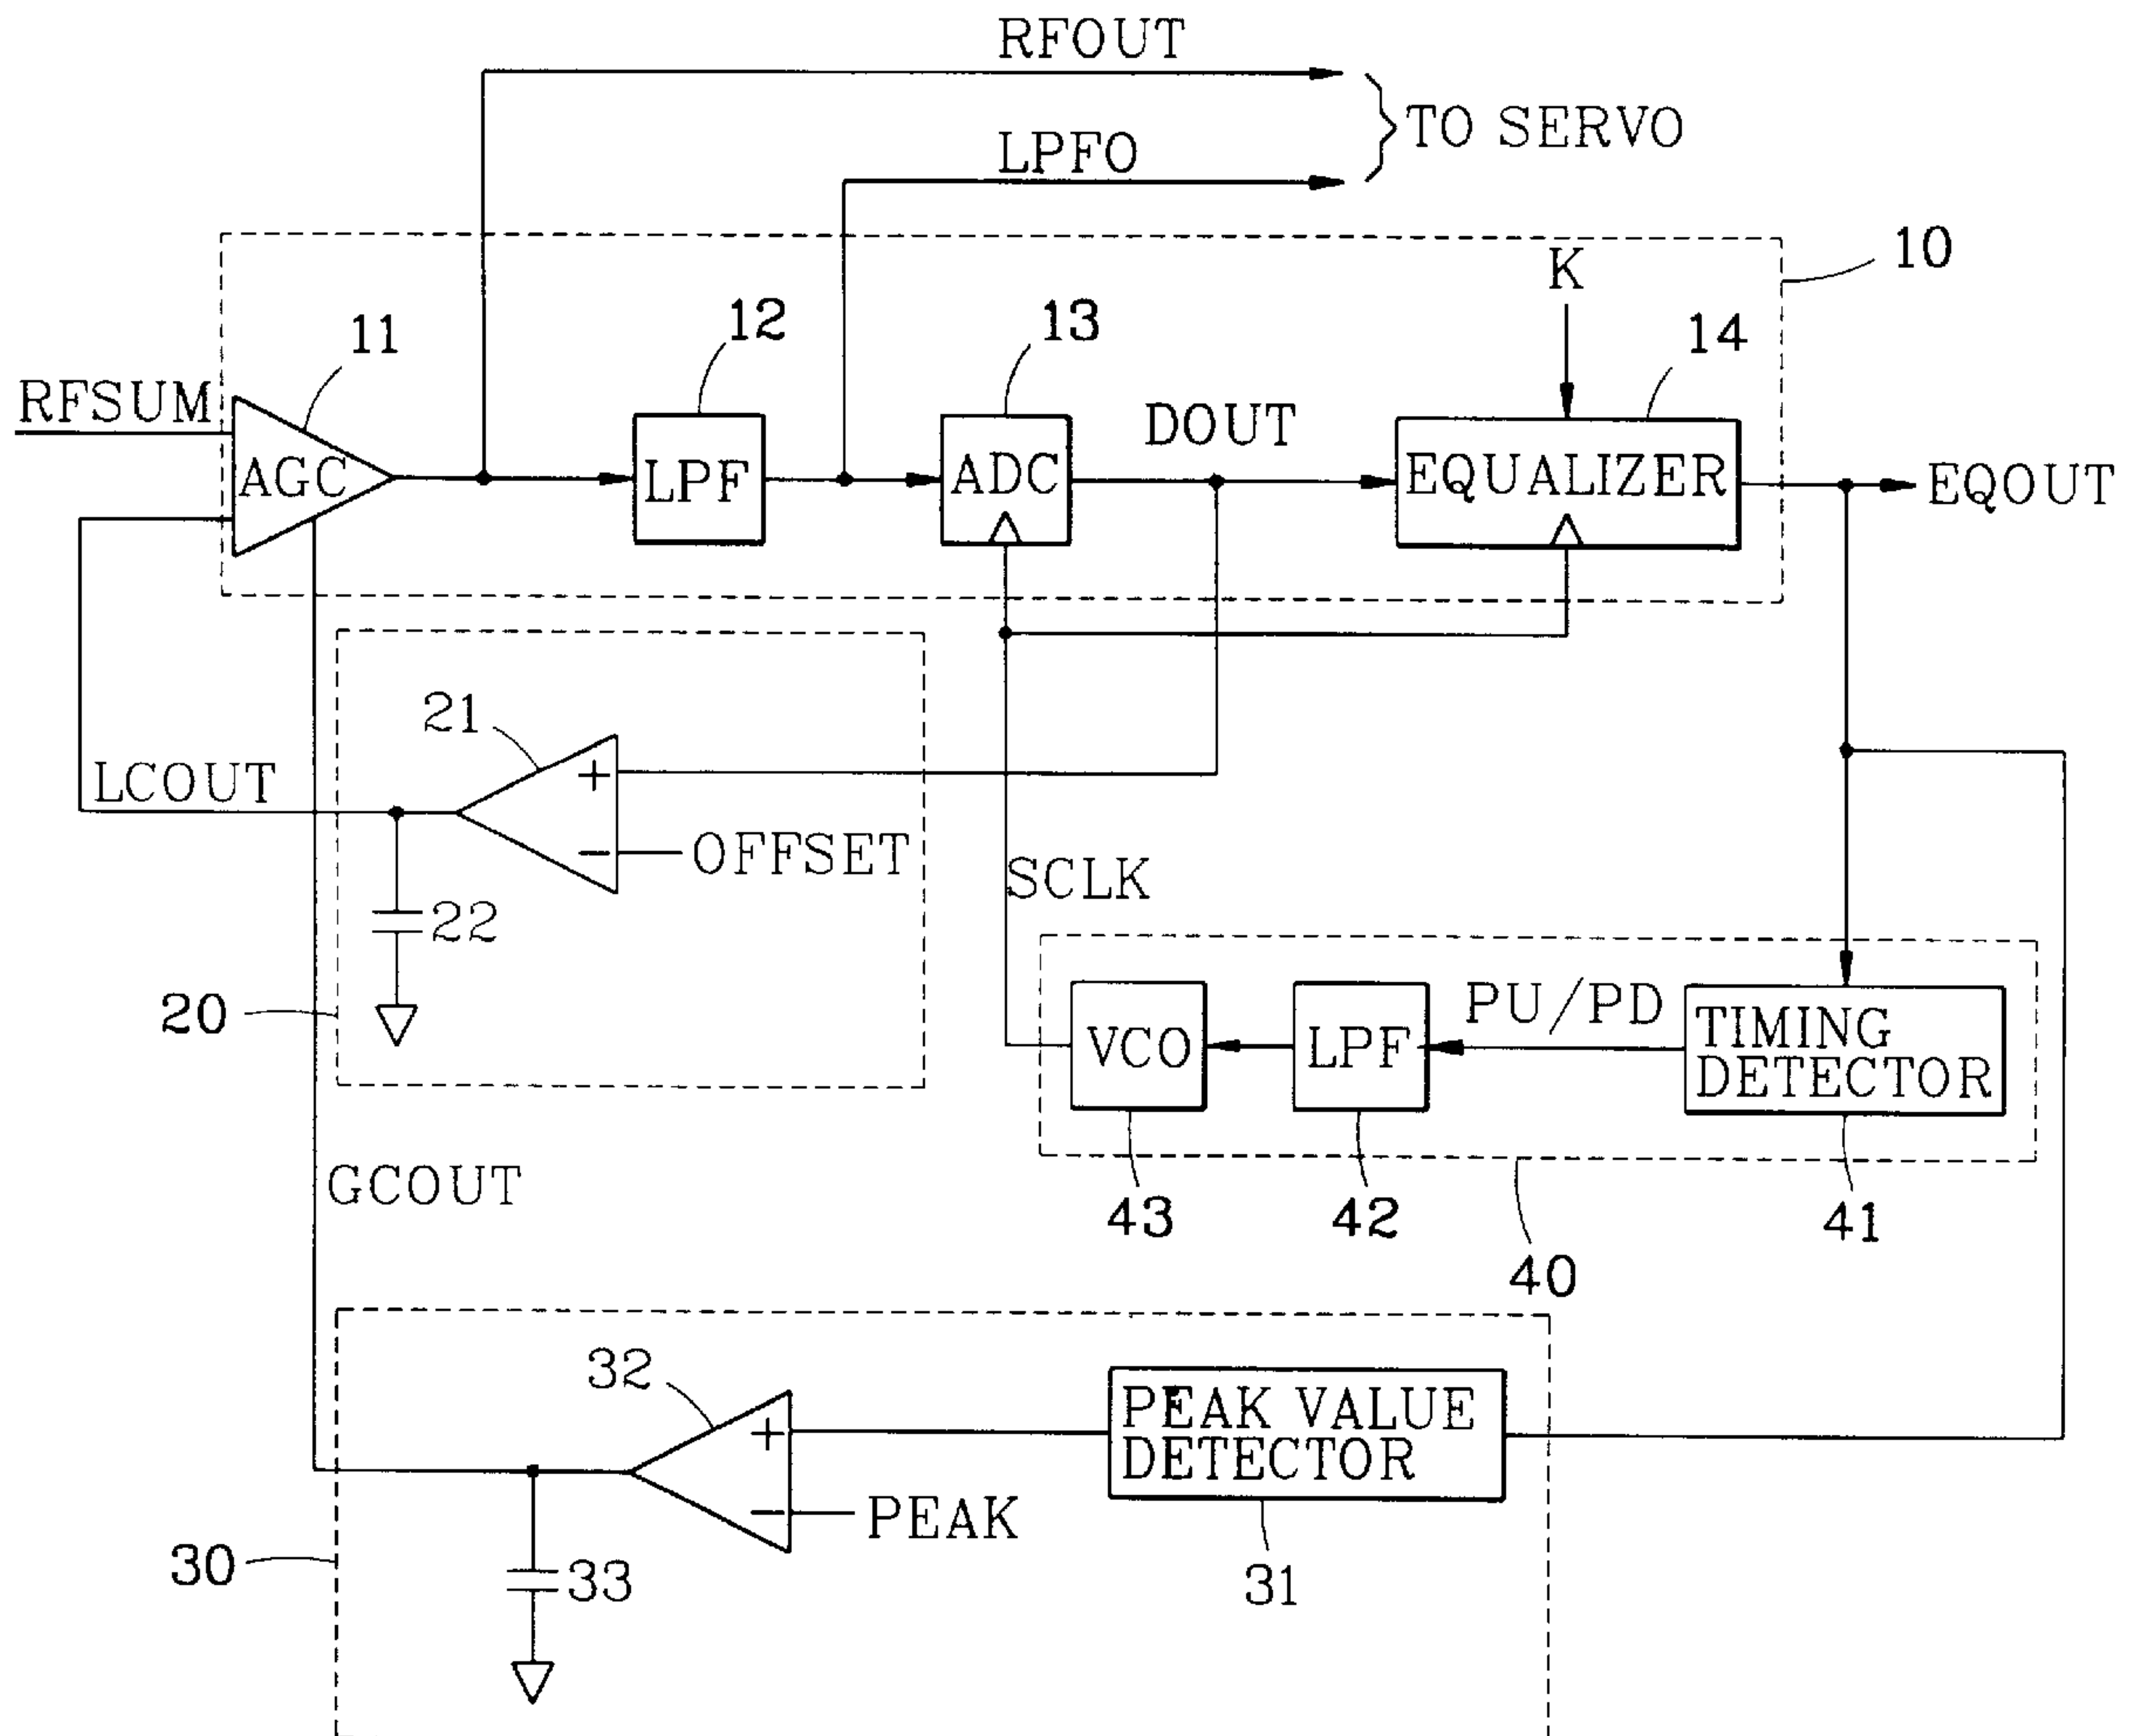 RFOUT
TO SERVO
LPFO
10
K
11
12
13
14
RFSUM
DOUT
AGC
LPF
ADC
EQUALIZER
EQOUT
21
LCOUT
+
−
OFFSET
SCLK
22
20
PU/PD
VCO
LPF
TIMING
DETECTOR
GCOUT
43
42
41
40
32
+
PEAK VALUE
DETECTOR
−
PEAK
30
33
31